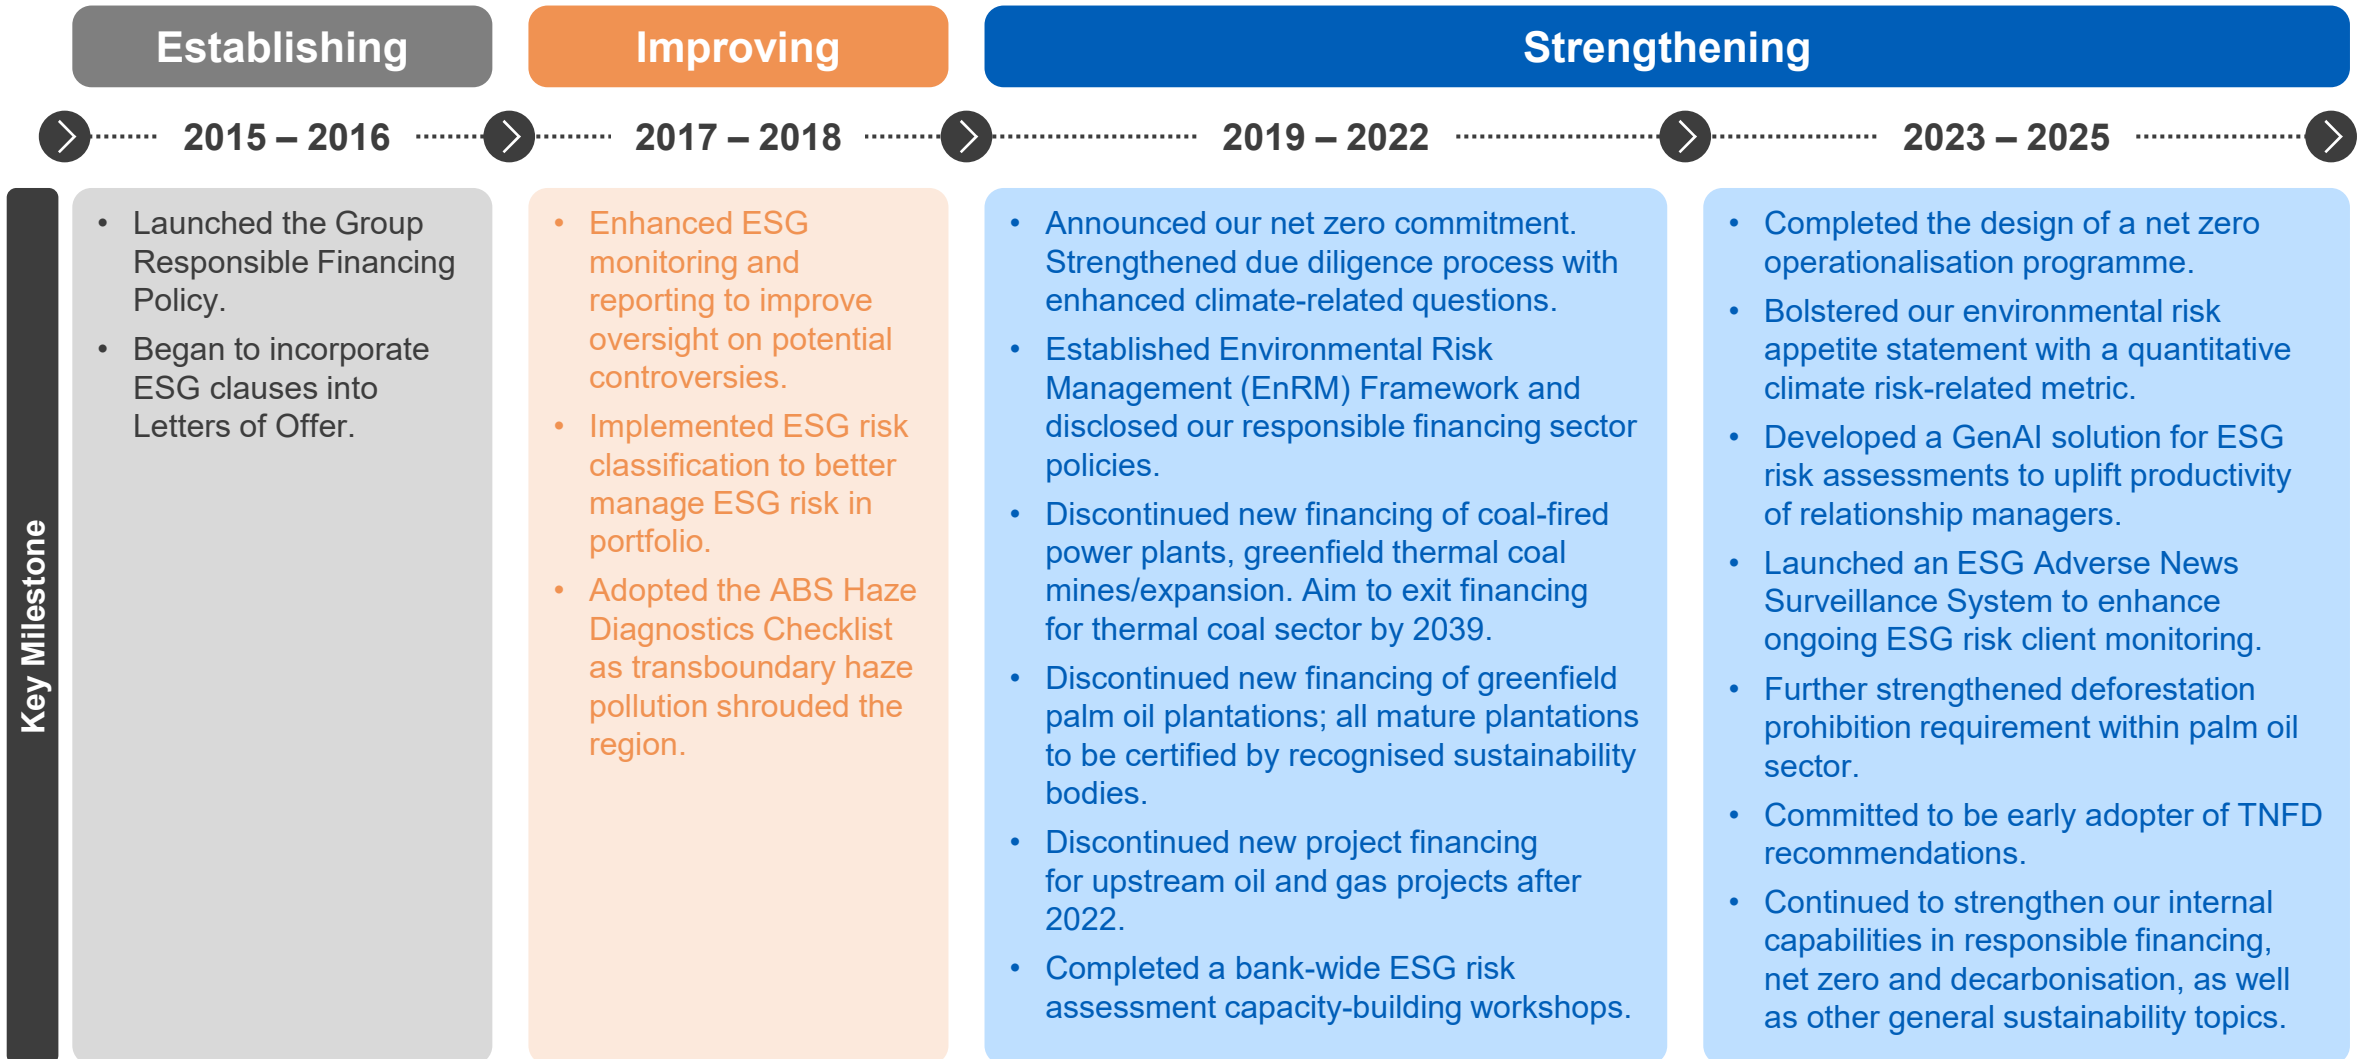 Establishing
Improving
Strengthening
2015 – 2016
2017 – 2018
2019 – 2022
2023 – 2025
Key Milestone
• Launched the Group
Responsible Financing
Policy.
• Began to incorporate
ESG clauses into
Letters of Offer.
• Enhanced ESG
monitoring and
reporting to improve
oversight on potential
controversies.
• Implemented ESG risk
classification to better
manage ESG risk in
portfolio.
• Adopted the ABS Haze
Diagnostics Checklist
as transboundary haze
pollution shrouded the
region.
• Announced our net zero commitment.
Strengthened due diligence process with
enhanced climate-related questions.
• Established Environmental Risk
Management (EnRM) Framework and
disclosed our responsible financing sector
policies.
• Discontinued new financing of coal-fired
power plants, greenfield thermal coal
mines/expansion. Aim to exit financing
for thermal coal sector by 2039.
• Discontinued new financing of greenfield
palm oil plantations; all mature plantations
to be certified by recognised sustainability
bodies.
• Discontinued new project financing
for upstream oil and gas projects after
2022.
• Completed a bank-wide ESG risk
assessment capacity-building workshops.
• Completed the design of a net zero
operationalisation programme.
• Bolstered our environmental risk
appetite statement with a quantitative
climate risk-related metric.
• Developed a GenAI solution for ESG
risk assessments to uplift productivity
of relationship managers.
• Launched an ESG Adverse News
Surveillance System to enhance
ongoing ESG risk client monitoring.
• Further strengthened deforestation
prohibition requirement within palm oil
sector.
• Committed to be early adopter of TNFD
recommendations.
• Continued to strengthen our internal
capabilities in responsible financing,
net zero and decarbonisation, as well
as other general sustainability topics.